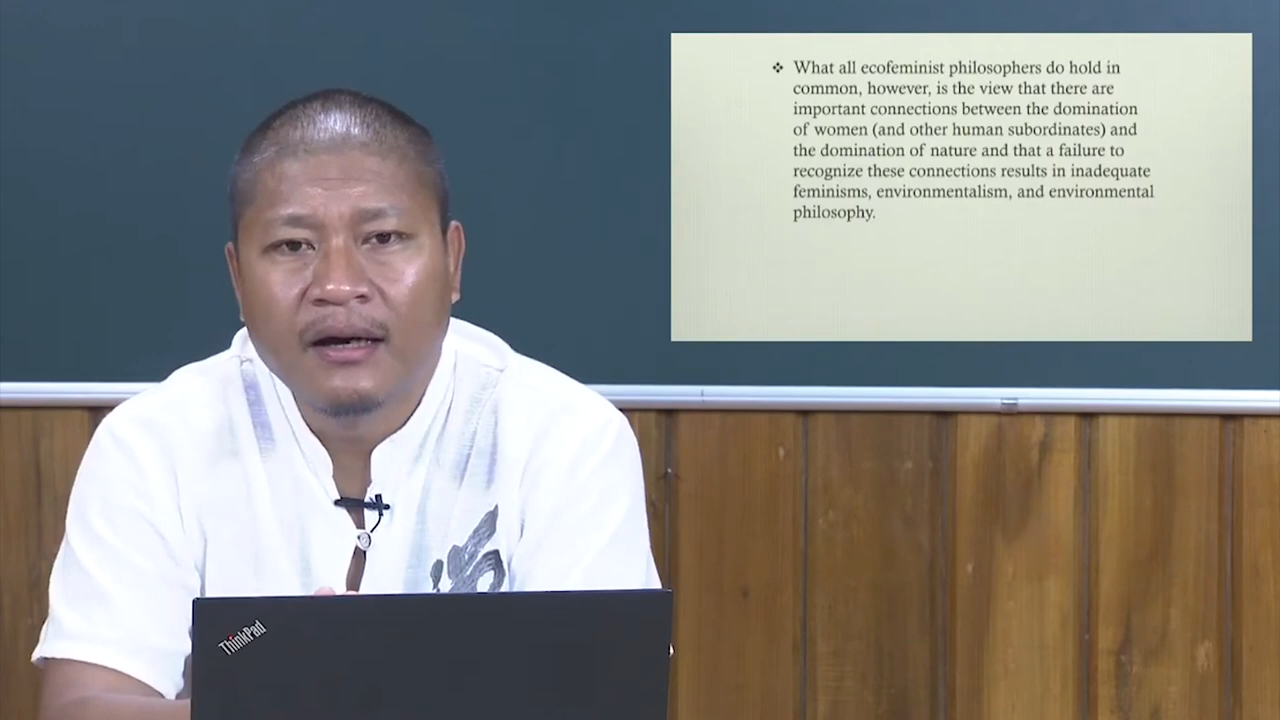 ❖ What all ecofeminist philosophers do hold in
common, however, is the view that there are
important connections between the domination
of women (and other human subordinates) and
the domination of nature and that a failure to
recognize these connections results in inadequate
feminisms, environmentalism, and environmental
philosophy.
ThinkPad